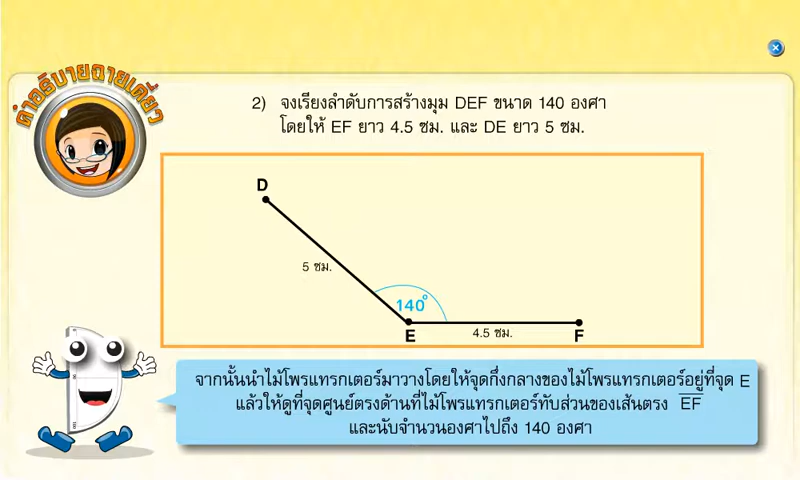 คำอธิบายฉายเดี่ยว
2) จงเรียงลำดับการสร้างมุม DEF ขนาด 140 องศา
โดยให้ EF ยาว 4.5 ซม. และ DE ยาว 5 ซม.
D
5 ซม.
140°
E
4.5 ซม.
F
จากนั้นนำไม้โพรแทรกเตอร์มาวางโดยให้จุดกึ่งกลางของไม้โพรแทรกเตอร์อยู่ที่จุด E
แล้วให้ดูที่จุดศูนย์ตรงด้านที่ไม้โพรแทรกเตอร์ทับส่วนของเส้นตรง E̅F̅
และนับจำนวนองศาไปถึง 140 องศา